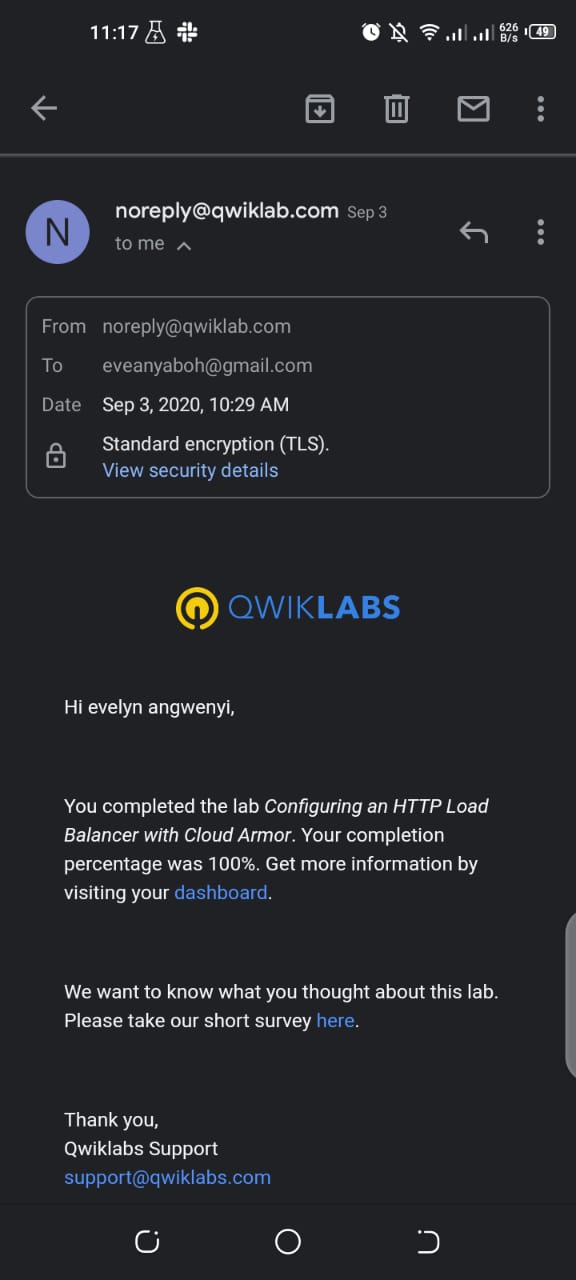 11:17
626 B/s 49
noreply@qwiklab.com Sep 3
N
to me
From noreply@qwiklab.com
To eveanyaboh@gmail.com
Date Sep 3, 2020, 10:29 AM
Standard encryption (TLS).
View security details
QWIKLABS
Hi evelyn angwenyi,
You completed the lab Configuring an HTTP Load
Balancer with Cloud Armor. Your completion
percentage was 100%. Get more information by
visiting your dashboard.
We want to know what you thought about this lab.
Please take our short survey here.
Thank you,
Qwiklabs Support
support@qwiklabs.com